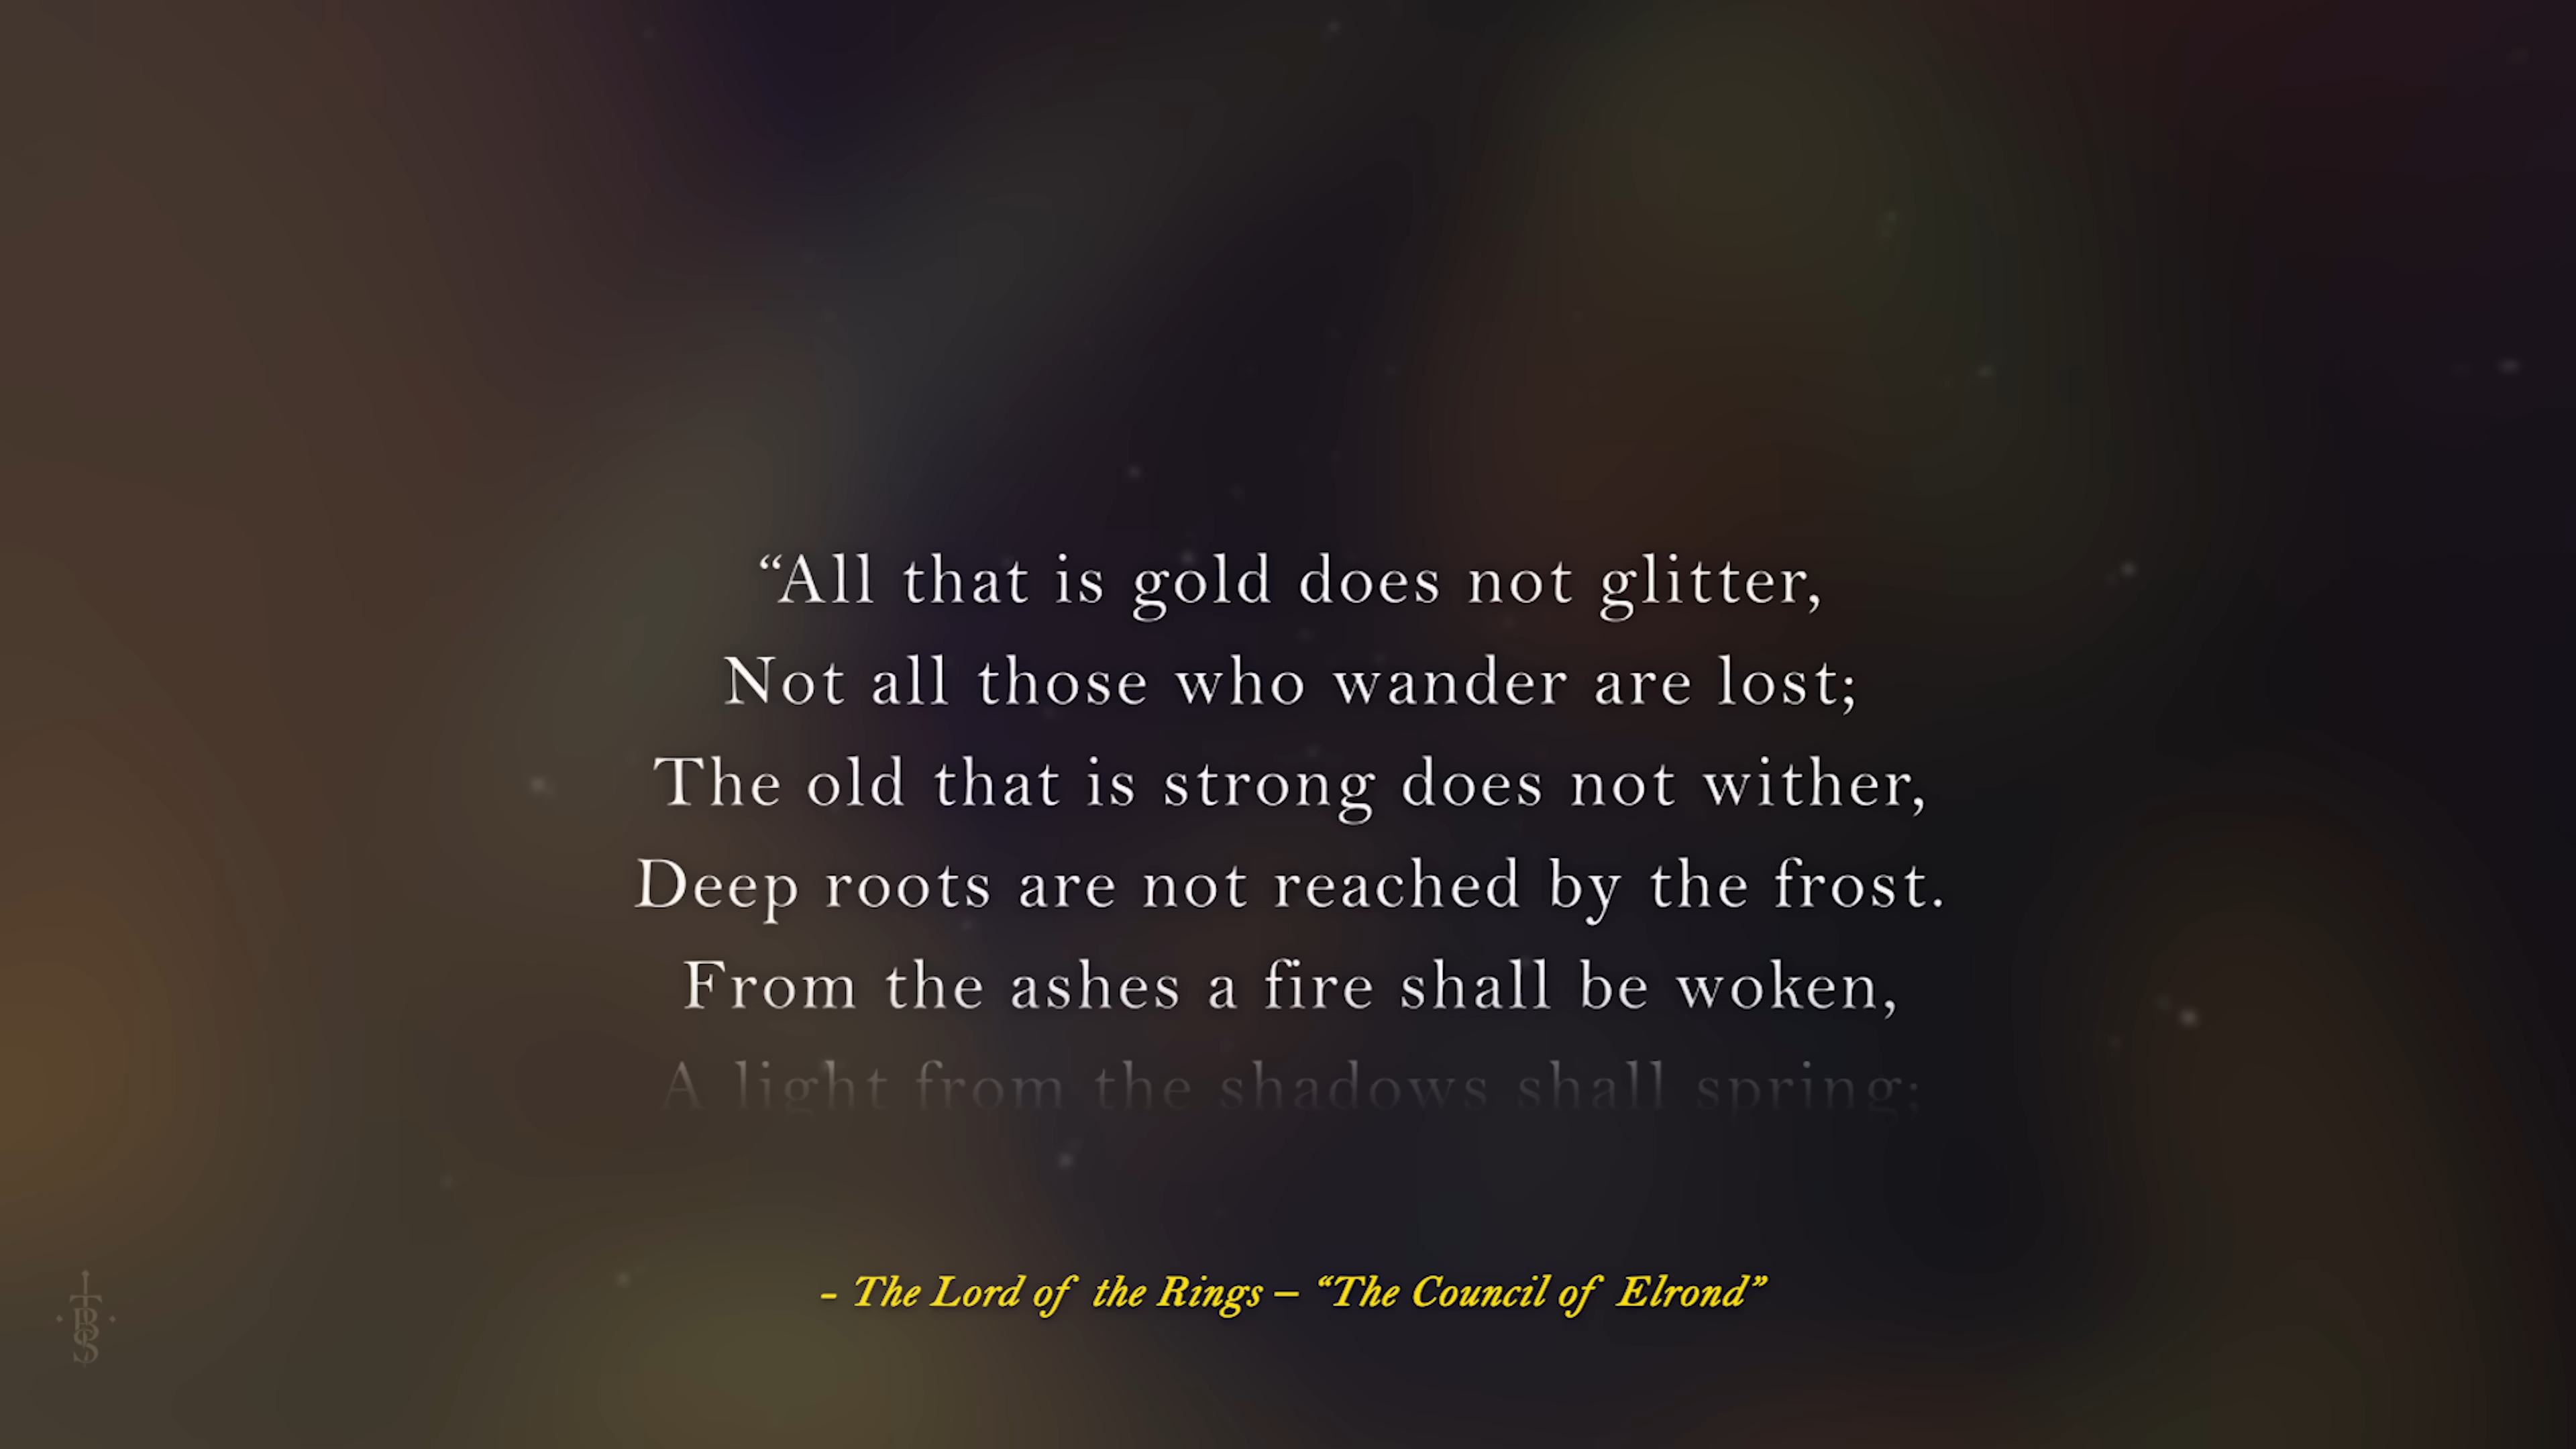 “All that is gold does not glitter,
Not all those who wander are lost;
The old that is strong does not wither,
Deep roots are not reached by the frost.
From the ashes a fire shall be woken,
A light from the shadows shall spring;
- The Lord of the Rings – “The Council of Elrond”